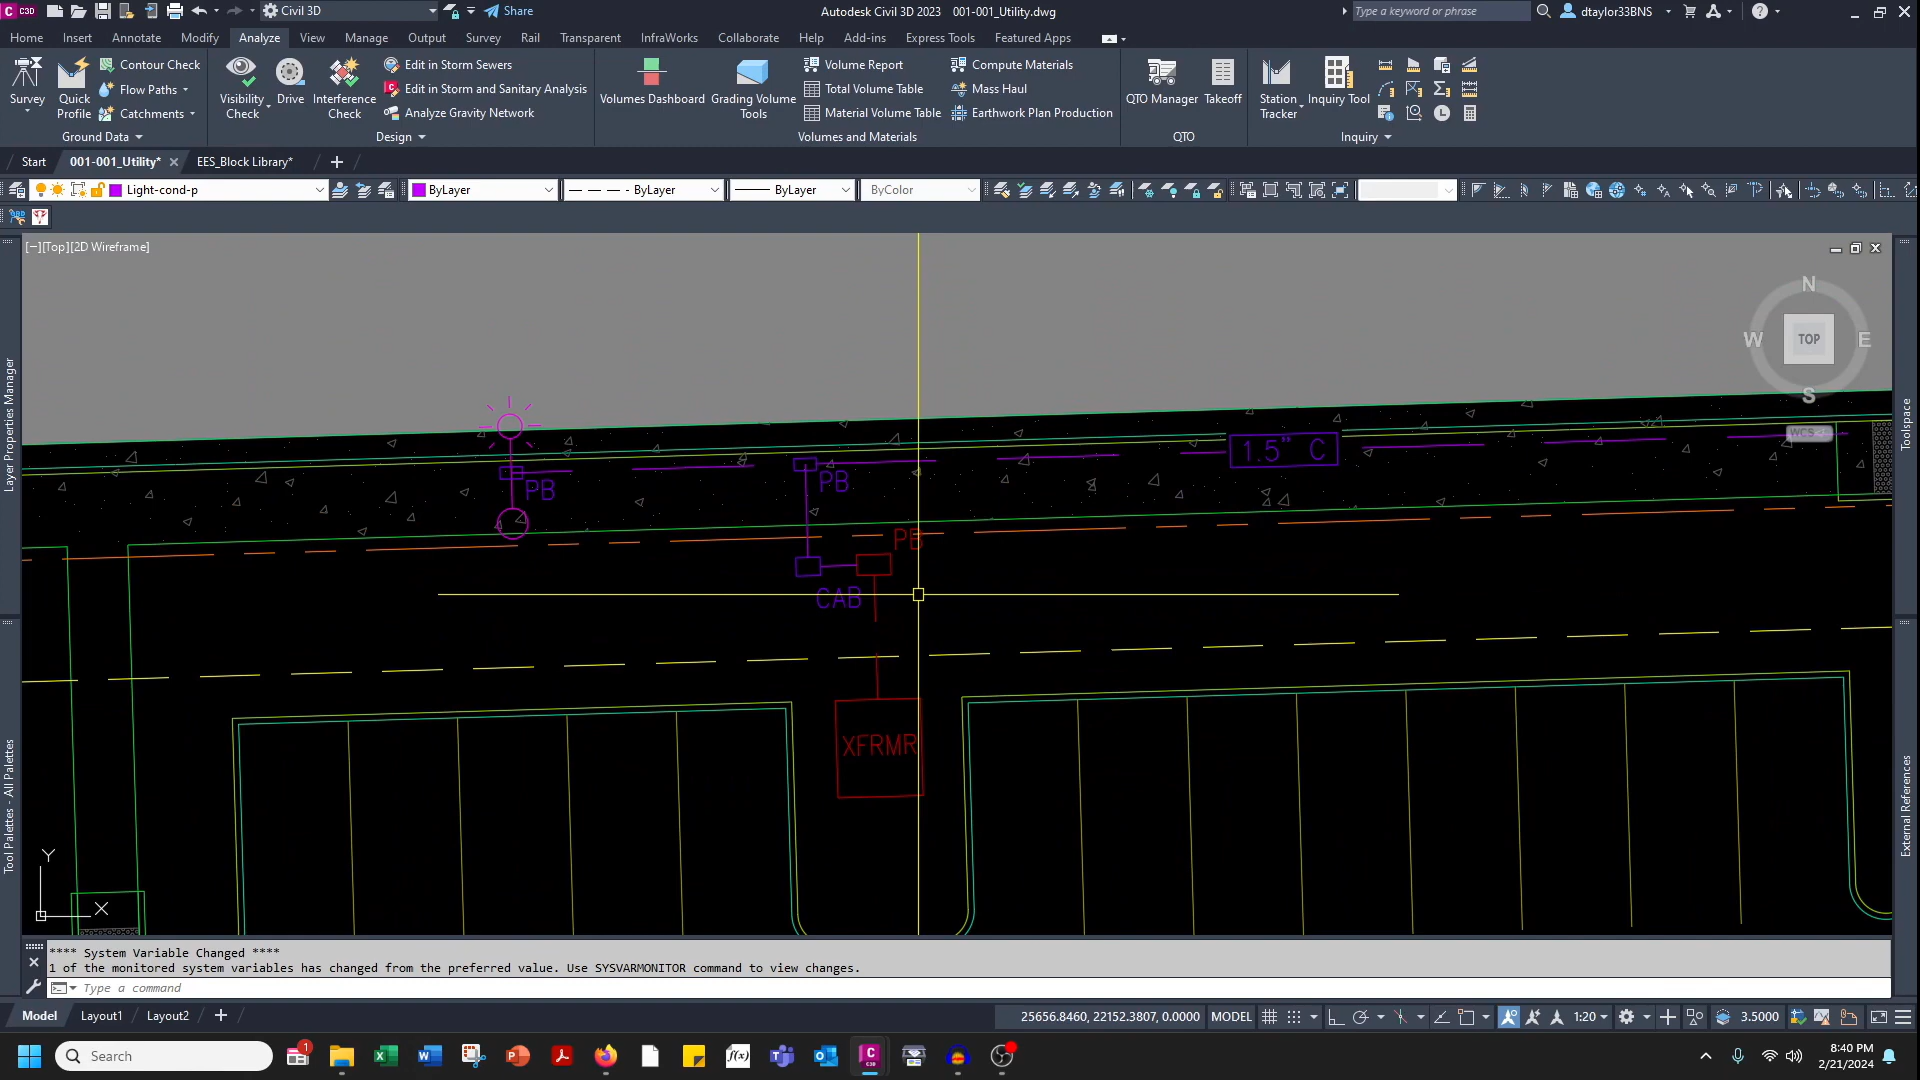 C3D
Civil 3D
Share
Autodesk Civil 3D 2023 001-001_Utility.dwg
Type a keyword or phrase
dtaylor33BNS
Home Insert Annotate Modify Analyze View Manage Output Survey Rail Transparent InfraWorks Collaborate Help Add-ins Express Tools Featured Apps
Contour Check
Flow Paths
Catchments
Survey
Quick Profile
Ground Data
Visibility Check
Drive
Interference Check
Edit in Storm Sewers
Edit in Storm and Sanitary Analysis
Analyze Gravity Network
Design
Volumes Dashboard
Grading Volume Tools
Volume Report
Total Volume Table
Material Volume Table
Compute Materials
Mass Haul
Earthwork Plan Production
Volumes and Materials
QTO Manager
Takeoff
QTO
Station Tracker
Inquiry Tool
Inquiry
Start 001-001_Utility* EES_Block Library*
Light-cond-p ByLayer ByLayer ByLayer ByColor
[−][Top][2D Wireframe]
N
W TOP E
S
WCS
Layer Properties Manager
Tool Palettes - All Palettes
Toolspace
External References
1.5" C
PB
PB
PB
CAB
XFRMR
Y
X
**** System Variable Changed ****
1 of the monitored system variables has changed from the preferred value. Use SYSVARMONITOR command to view changes.
Type a command
Model Layout1 Layout2
25656.8460, 22152.3807, 0.0000 MODEL 1:20 3.5000
Search
1
f(x)
C3D
8:40 PM
2/21/2024